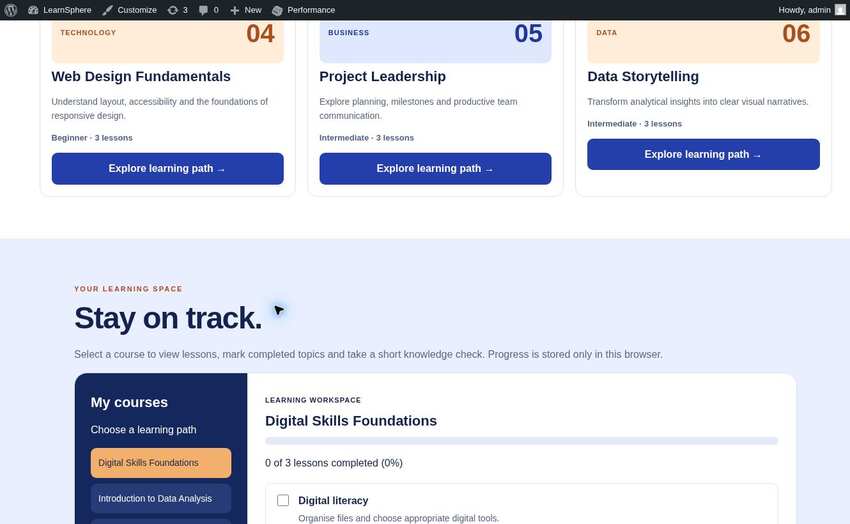 LearnSphere Customize 3 0 New Performance Howdy, admin
TECHNOLOGY 04
Web Design Fundamentals
Understand layout, accessibility and the foundations of
responsive design.
Beginner · 3 lessons
Explore learning path →
BUSINESS 05
Project Leadership
Explore planning, milestones and productive team
communication.
Intermediate · 3 lessons
Explore learning path →
DATA 06
Data Storytelling
Transform analytical insights into clear visual narratives.
Intermediate · 3 lessons
Explore learning path →
YOUR LEARNING SPACE
Stay on track.
Select a course to view lessons, mark completed topics and take a short knowledge check. Progress is stored only in this browser.
My courses
Choose a learning path
Digital Skills Foundations
Introduction to Data Analysis
LEARNING WORKSPACE
Digital Skills Foundations
0 of 3 lessons completed (0%)
Digital literacy
Organise files and choose appropriate digital tools.